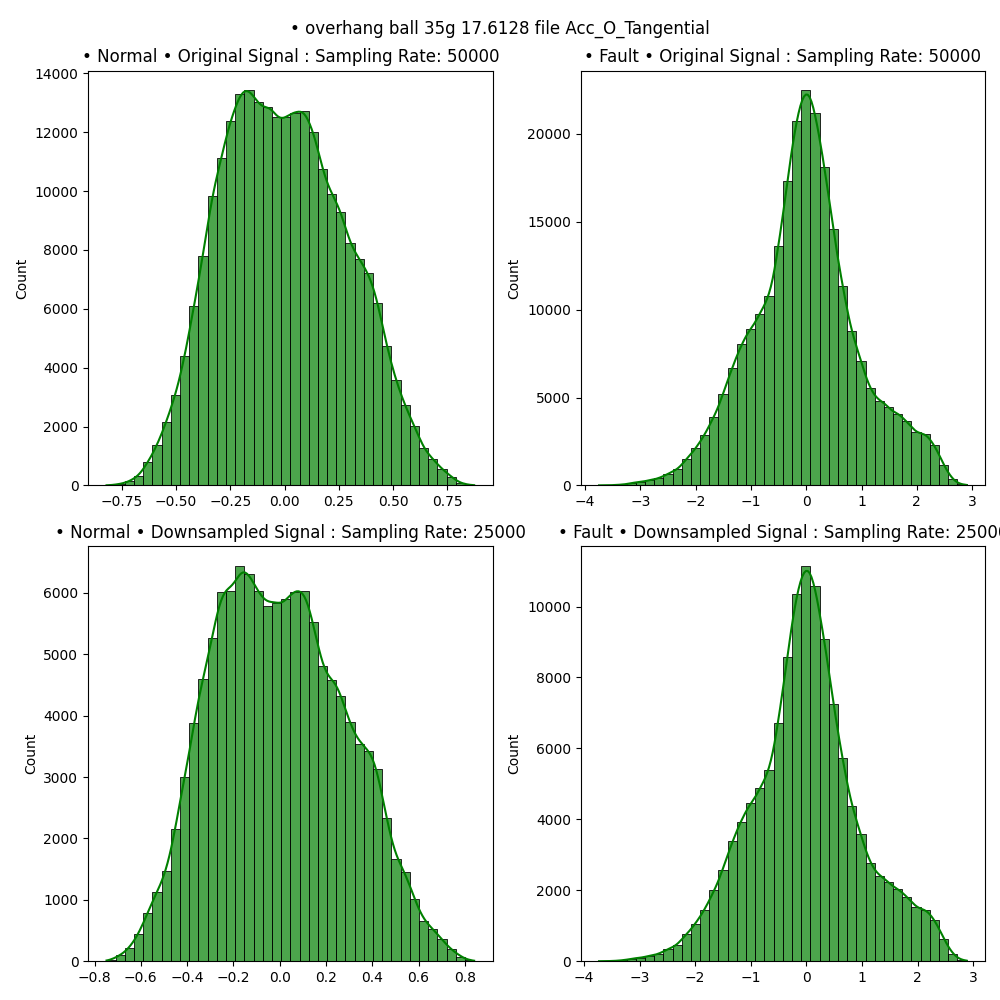 • overhang ball 35g 17.6128 file Acc_O_Tangential
• Normal • Original Signal : Sampling Rate: 50000
• Fault • Original Signal : Sampling Rate: 50000
Count
14000
12000
10000
8000
6000
4000
2000
0
−0.75 −0.50 −0.25 0.00 0.25 0.50 0.75
Count
20000
15000
10000
5000
0
−4 −3 −2 −1 0 1 2 3
• Normal • Downsampled Signal : Sampling Rate: 25000
• Fault • Downsampled Signal : Sampling Rate: 2500
Count
6000
5000
4000
3000
2000
1000
0
−0.8 −0.6 −0.4 −0.2 0.0 0.2 0.4 0.6 0.8
Count
10000
8000
6000
4000
2000
0
−4 −3 −2 −1 0 1 2 3